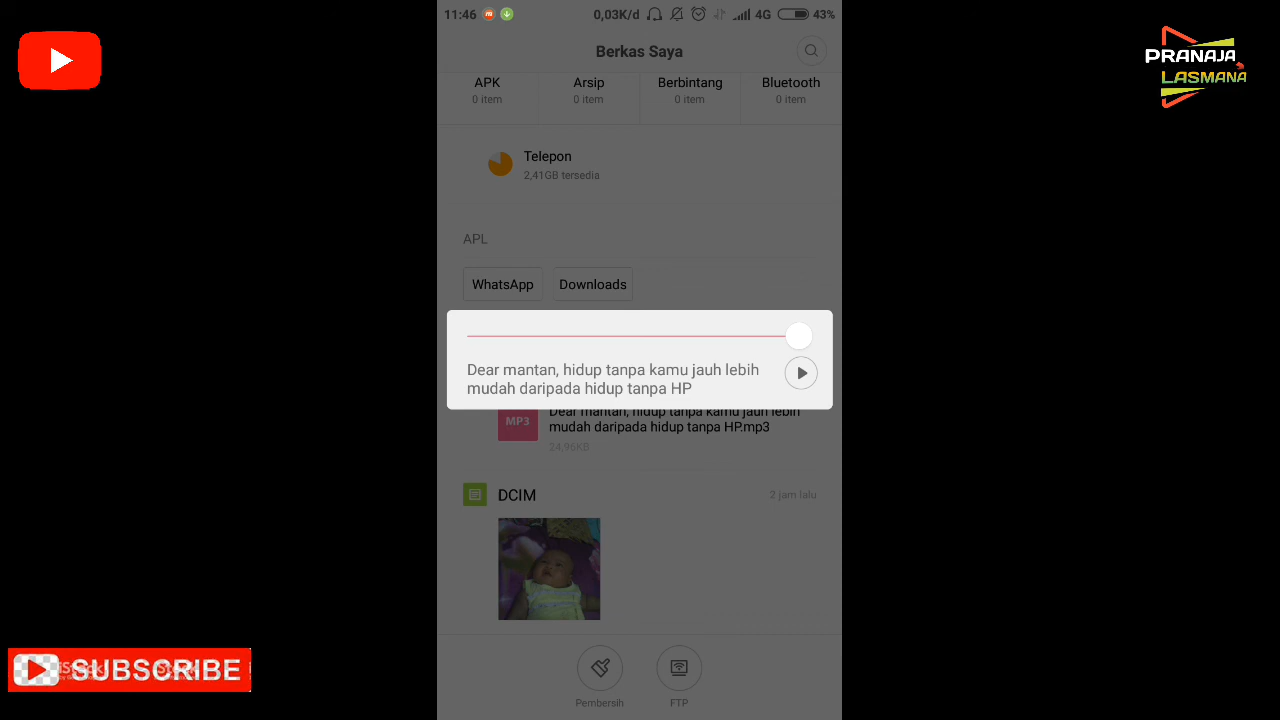 11:46
0,03K/d
4G
43%
PRANAJA
LASMANA
Berkas Saya
APK
Arsip
Berbintang
Bluetooth
0 item
0 item
0 item
0 item
Telepon
2,41GB tersedia
APL
WhatsApp
Downloads
Dear mantan, hidup tanpa kamu jauh lebih
mudah daripada hidup tanpa HP
MP3
Dear mantan, hidup tanpa kamu jauh lebih
mudah daripada hidup tanpa HP.mp3
24,96KB
DCIM
2 jam lalu
SUBSCRIBE
Pembersih
FTP